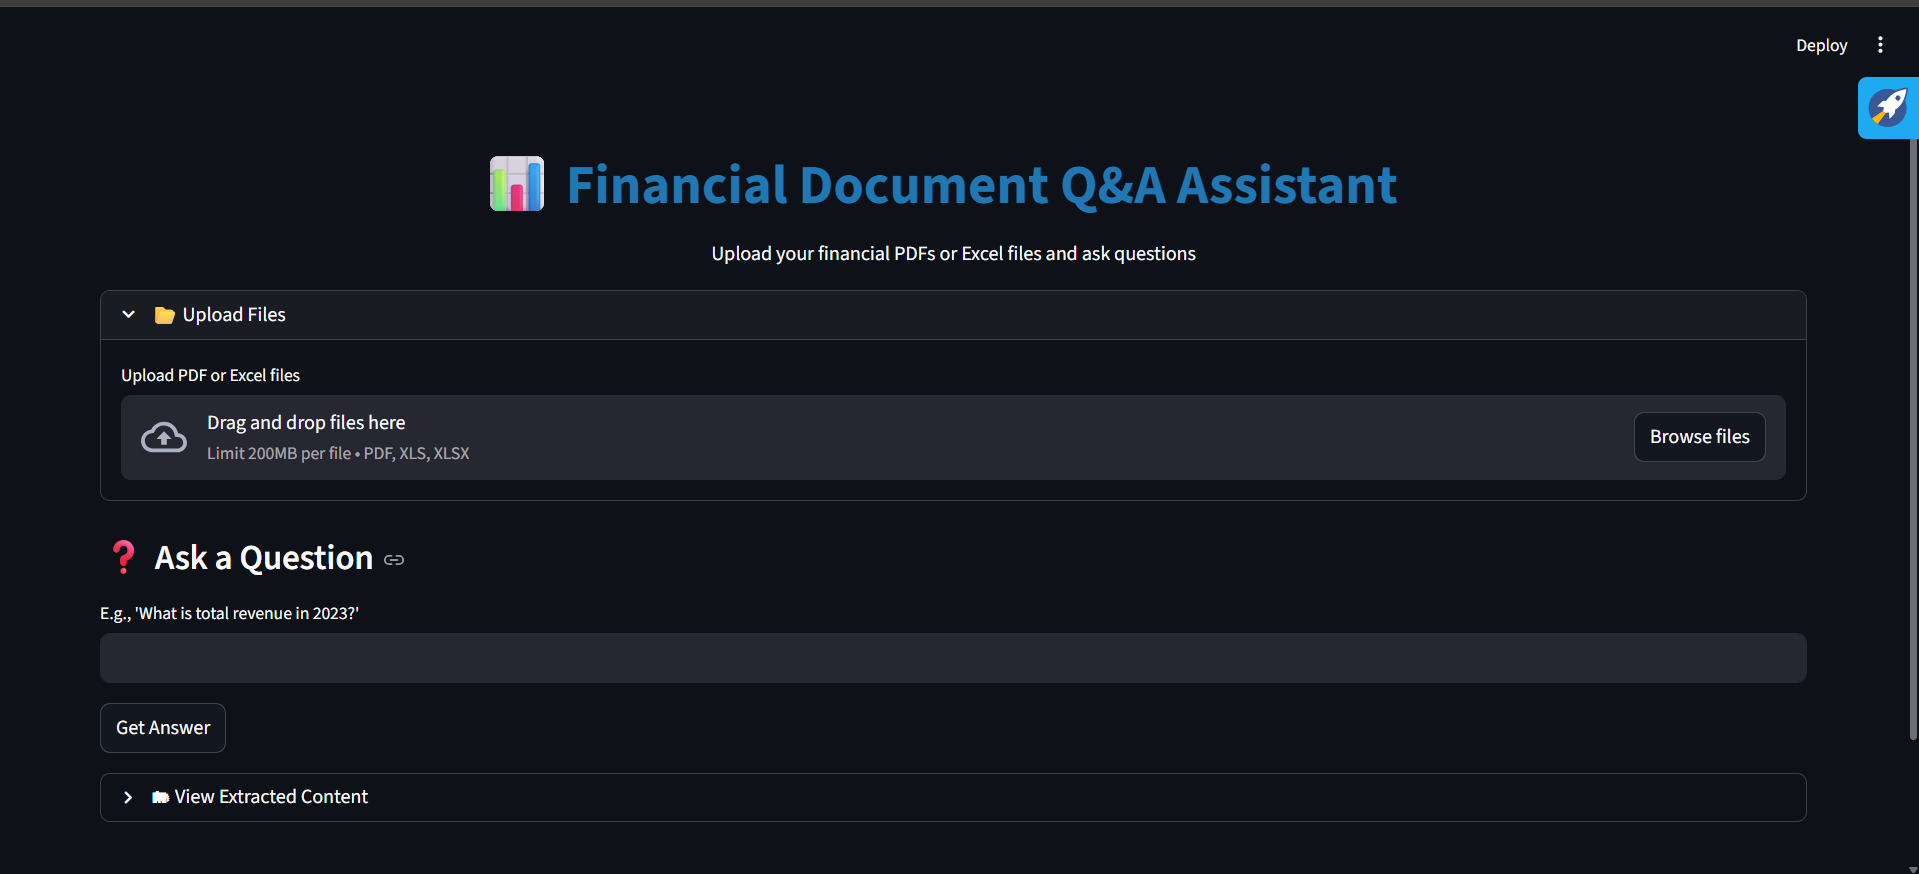 Deploy
Financial Document Q&A Assistant
Upload your financial PDFs or Excel files and ask questions
Upload Files
Upload PDF or Excel files
Drag and drop files here
Limit 200MB per file • PDF, XLS, XLSX
Browse files
Ask a Question
E.g., 'What is total revenue in 2023?'
Get Answer
View Extracted Content